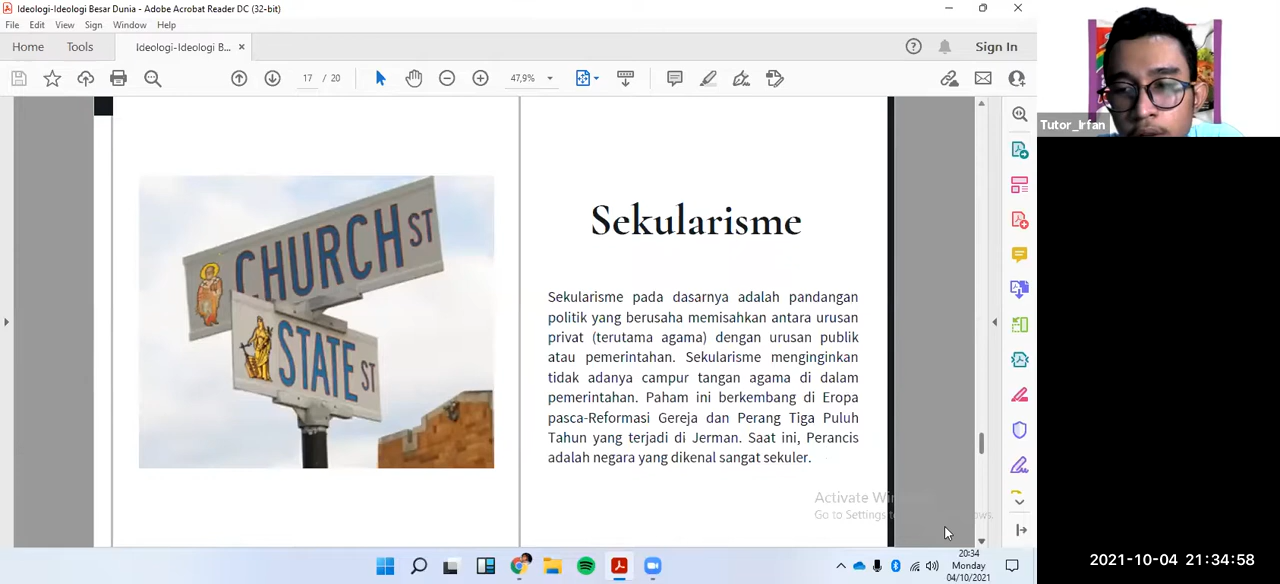 Ideologi-Ideologi Besar Dunia - Adobe Acrobat Reader DC (32-bit)
File Edit View Sign Window Help
Home Tools Ideologi-Ideologi B... × Sign In
17 / 20 47,9%
Tutor_Irfan
CHURCH ST
STATE ST
Sekularisme
Sekularisme pada dasarnya adalah pandangan
politik yang berusaha memisahkan antara urusan
privat (terutama agama) dengan urusan publik
atau pemerintahan. Sekularisme menginginkan
tidak adanya campur tangan agama di dalam
pemerintahan. Paham ini berkembang di Eropa
pasca-Reformasi Gereja dan Perang Tiga Puluh
Tahun yang terjadi di Jerman. Saat ini, Perancis
adalah negara yang dikenal sangat sekuler.
Activate
Go to Settings
20:34
Monday
04/10/2021
2021-10-04 21:34:58